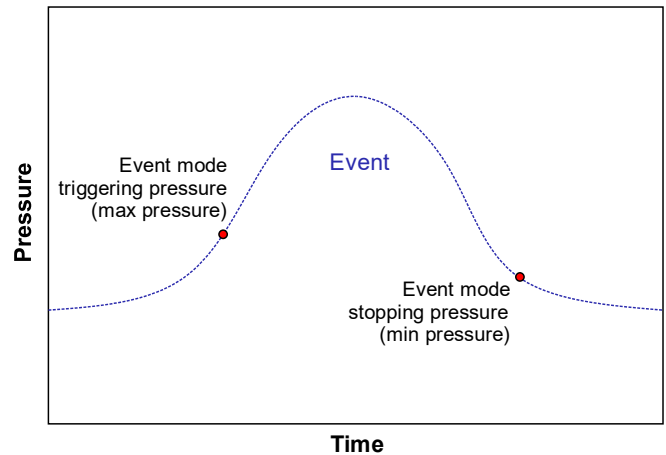 Event mode
triggering pressure
(max pressure)
Event
Pressure
Event mode
stopping pressure
(min pressure)
Time